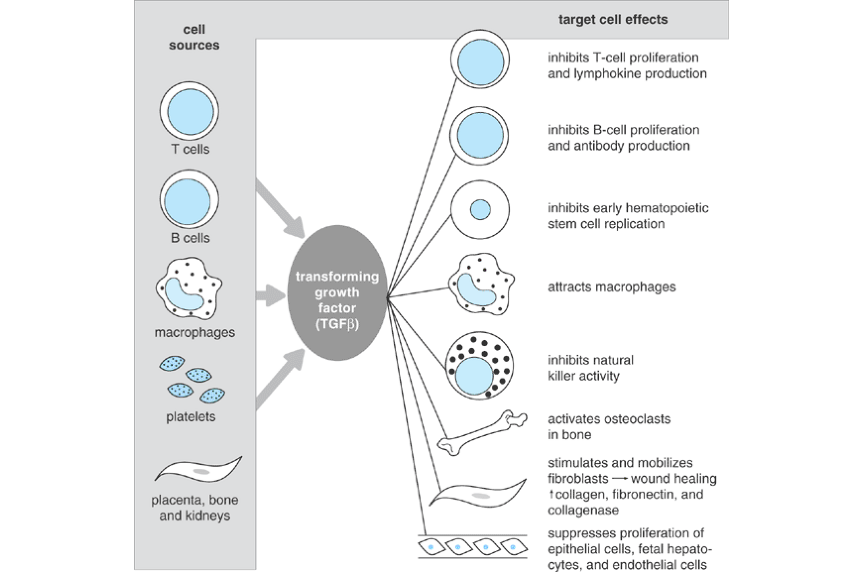 cell
sources
target cell effects
T cells
B cells
macrophages
platelets
placenta, bone
and kidneys
transforming
growth
factor
(TGFβ)
inhibits T-cell proliferation
and lymphokine production
inhibits B-cell proliferation
and antibody production
inhibits early hematopoietic
stem cell replication
attracts macrophages
inhibits natural
killer activity
activates osteoclasts
in bone
stimulates and mobilizes
fibroblasts → wound healing
↑collagen, fibronectin, and
collagenase
suppresses proliferation of
epithelial cells, fetal hepato-
cytes, and endothelial cells